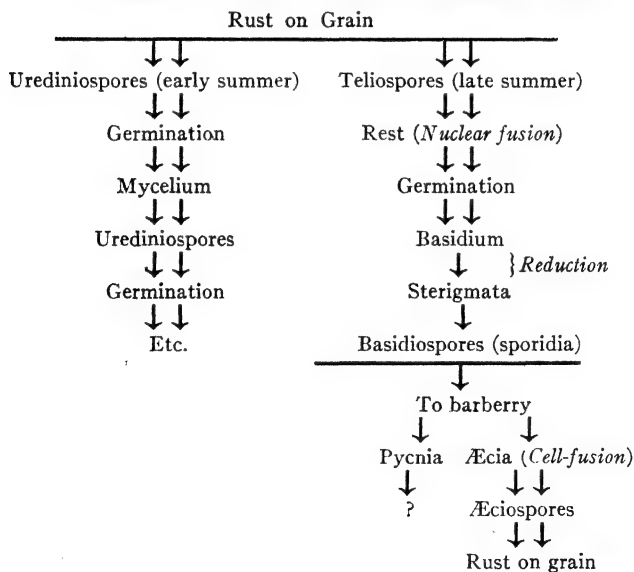 Rust on Grain
Urediniospores (early summer) Teliospores (late summer)
Germination Rest (Nuclear fusion)
Mycelium Germination
Urediniospores Basidium
} Reduction
Germination Sterigmata
Etc. Basidiospores (sporidia)
To barberry
Pycnia Æcia (Cell-fusion)
? Æciospores
Rust on grain